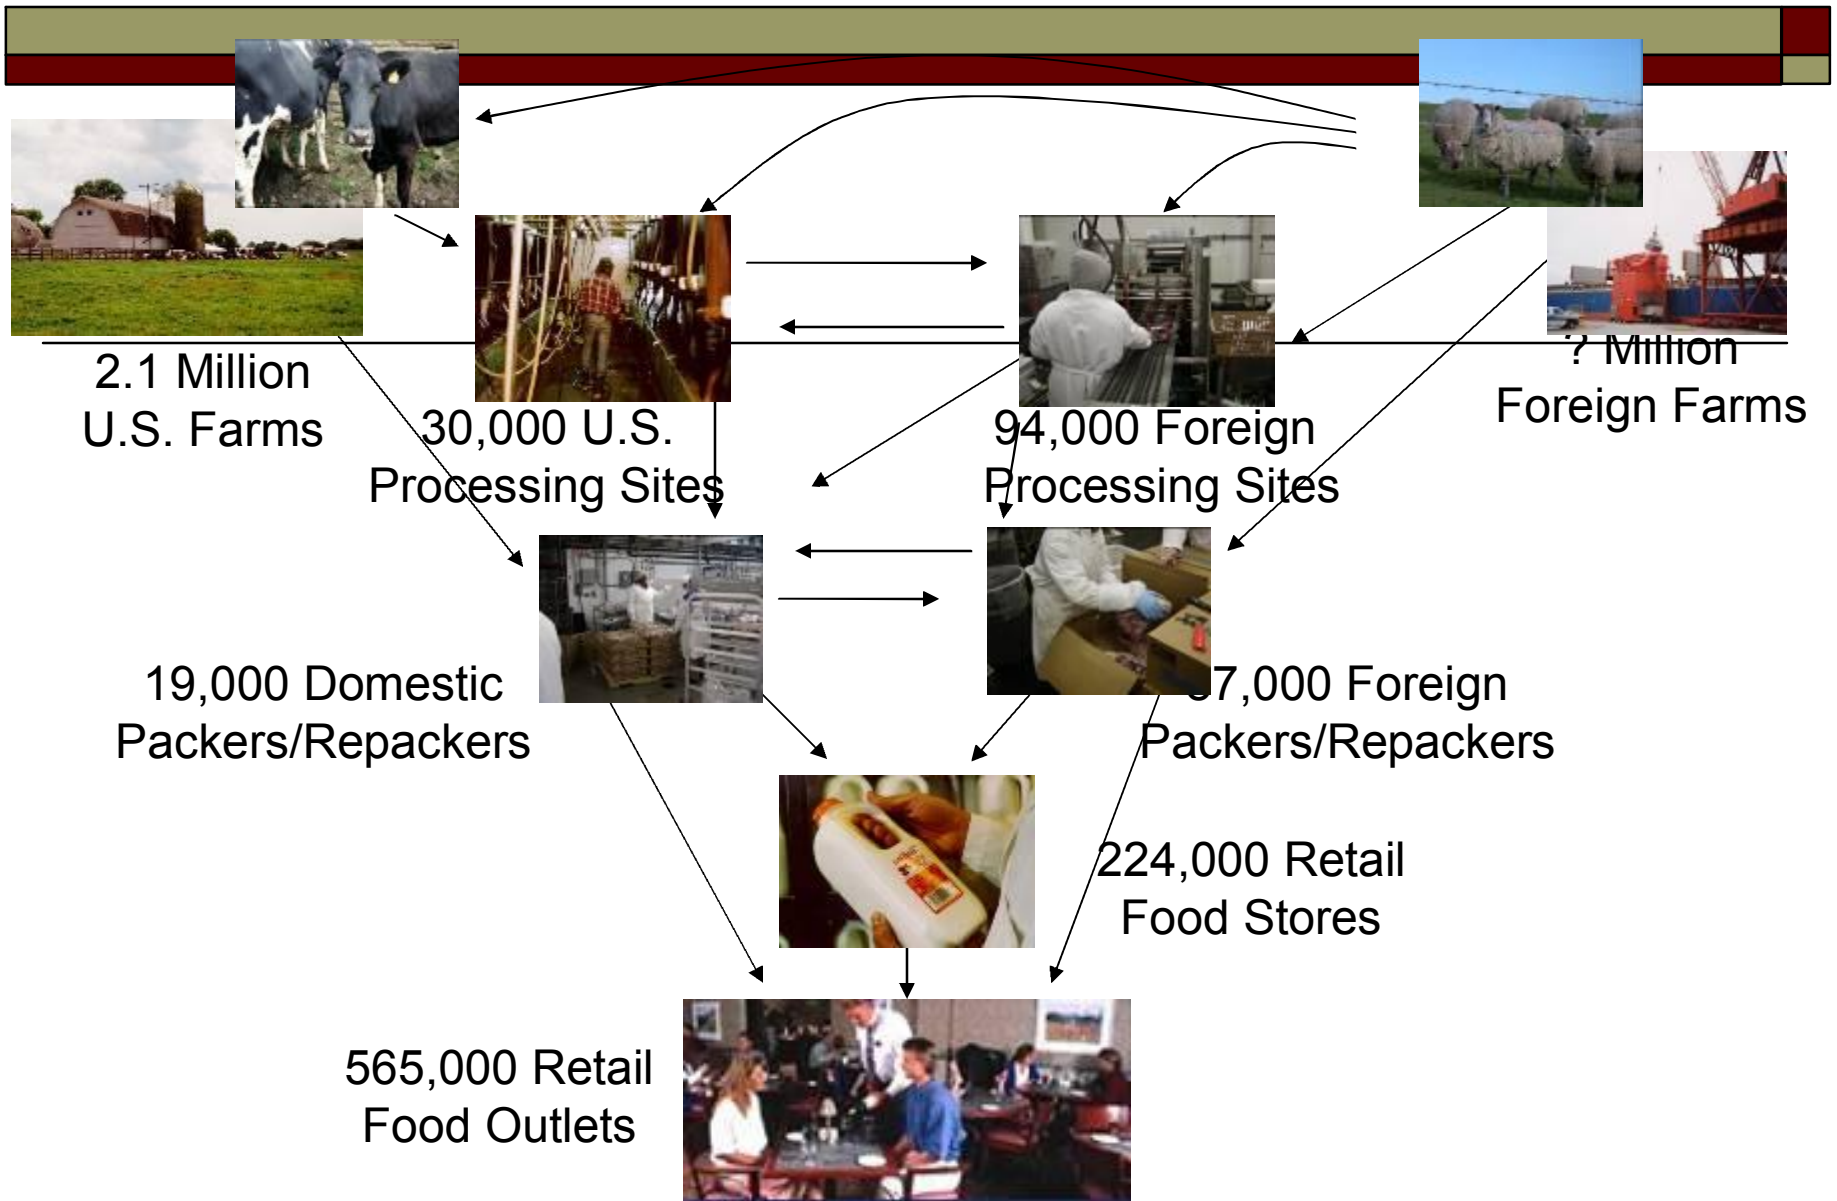 2.1 Million
U.S. Farms
30,000 U.S.
Processing Sites
94,000 Foreign
Processing Sites
? Million
Foreign Farms
19,000 Domestic
Packers/Repackers
7,000 Foreign
Packers/Repackers
224,000 Retail
Food Stores
565,000 Retail
Food Outlets